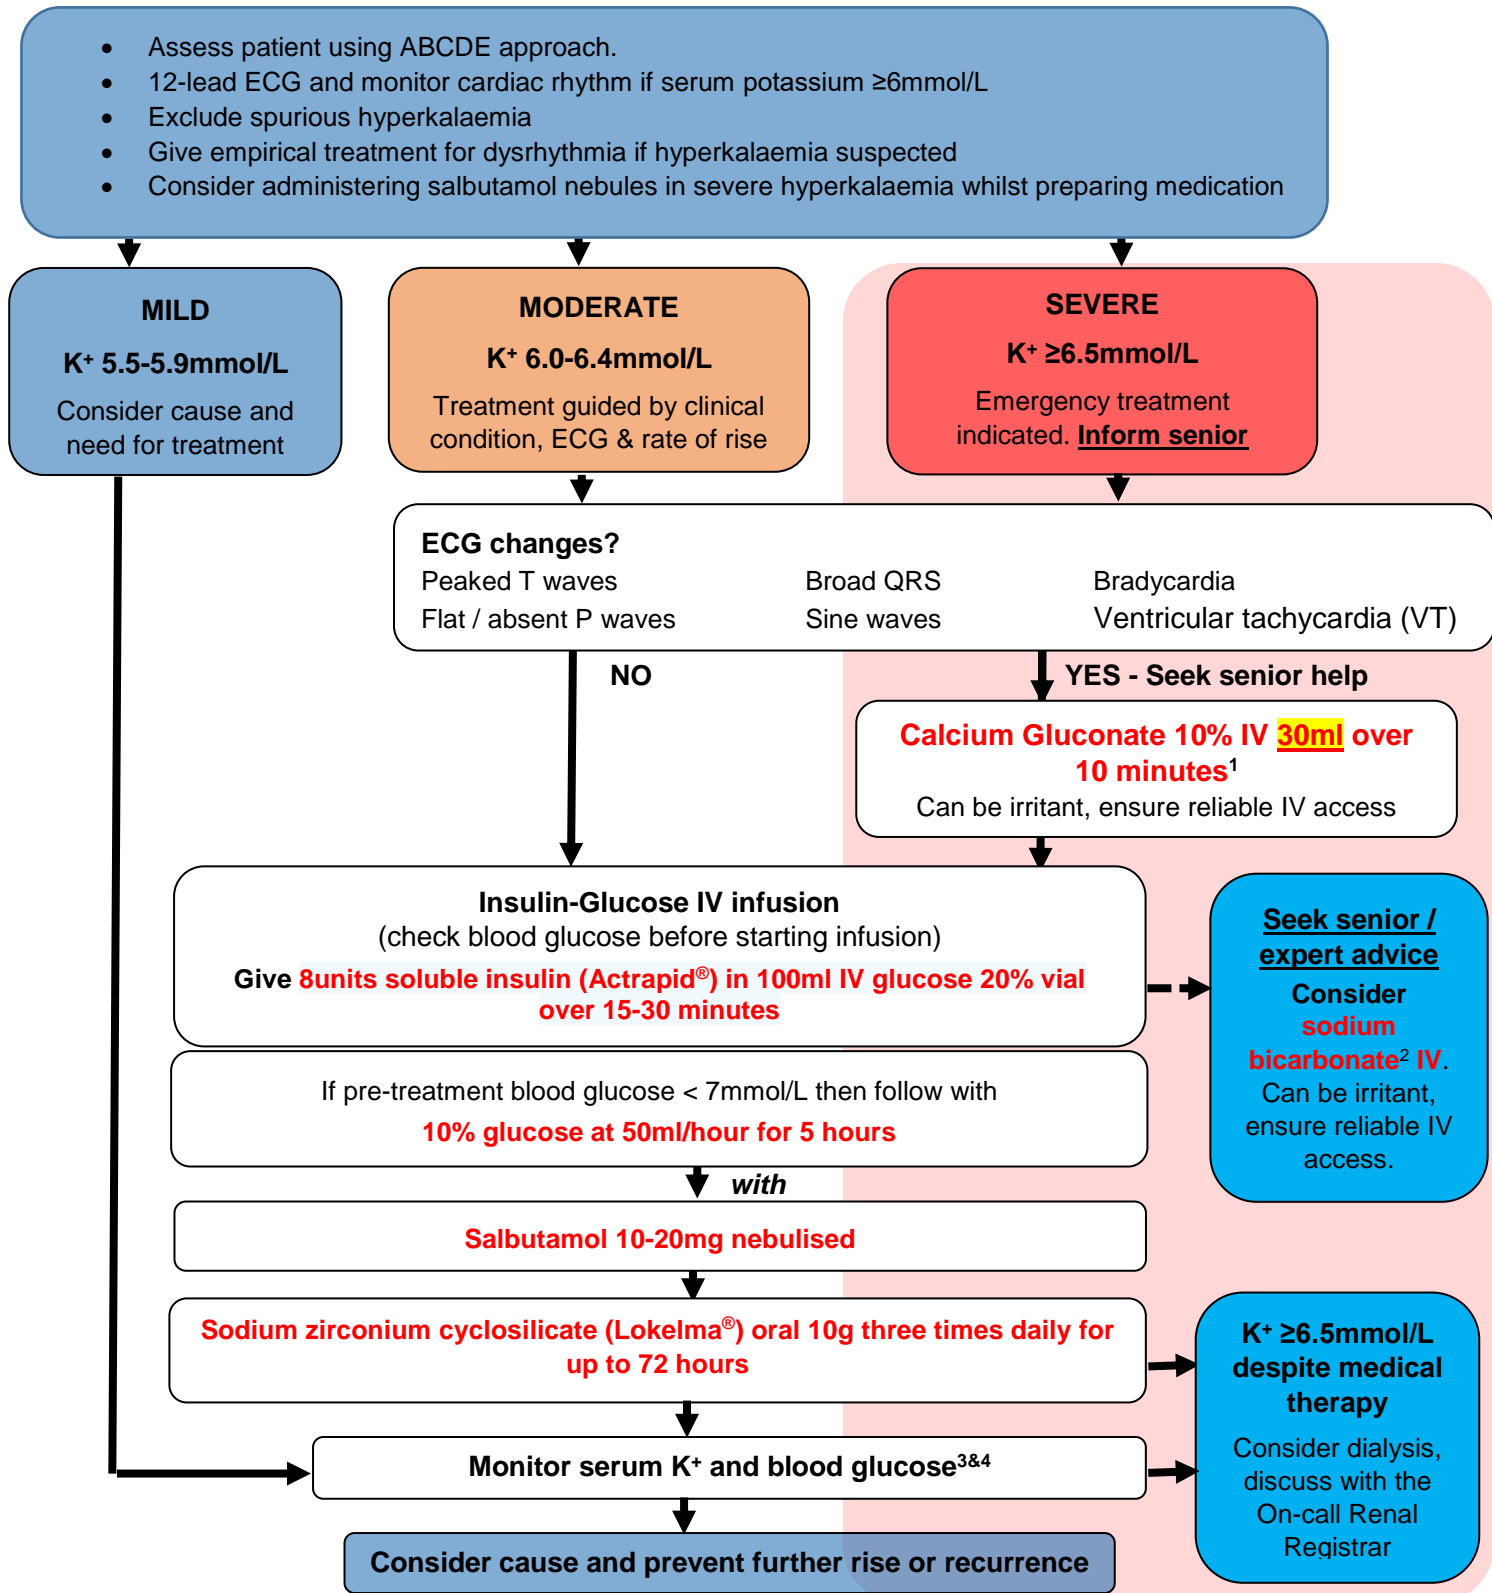 • Assess patient using ABCDE approach.
• 12-lead ECG and monitor cardiac rhythm if serum potassium ≥6mmol/L
• Exclude spurious hyperkalaemia
• Give empirical treatment for dysrhythmia if hyperkalaemia suspected
• Consider administering salbutamol nebules in severe hyperkalaemia whilst preparing medication
MILD
K⁺ 5.5-5.9mmol/L
Consider cause and
need for treatment
MODERATE
K⁺ 6.0-6.4mmol/L
Treatment guided by clinical
condition, ECG & rate of rise
SEVERE
K⁺ ≥6.5mmol/L
Emergency treatment
indicated. Inform senior
ECG changes?
Peaked T waves Broad QRS Bradycardia
Flat / absent P waves Sine waves Ventricular tachycardia (VT)
NO
YES - Seek senior help
Calcium Gluconate 10% IV 30ml over
10 minutes¹
Can be irritant, ensure reliable IV access
Insulin-Glucose IV infusion
(check blood glucose before starting infusion)
Give 8units soluble insulin (Actrapid®) in 100ml IV glucose 20% vial
over 15-30 minutes
Seek senior /
expert advice
Consider
sodium
bicarbonate² IV.
Can be irritant,
ensure reliable IV
access.
If pre-treatment blood glucose < 7mmol/L then follow with
10% glucose at 50ml/hour for 5 hours
with
Salbutamol 10-20mg nebulised
Sodium zirconium cyclosilicate (Lokelma®) oral 10g three times daily for
up to 72 hours
K⁺ ≥6.5mmol/L
despite medical
therapy
Consider dialysis,
discuss with the
On-call Renal
Registrar
Monitor serum K⁺ and blood glucose³&⁴
Consider cause and prevent further rise or recurrence